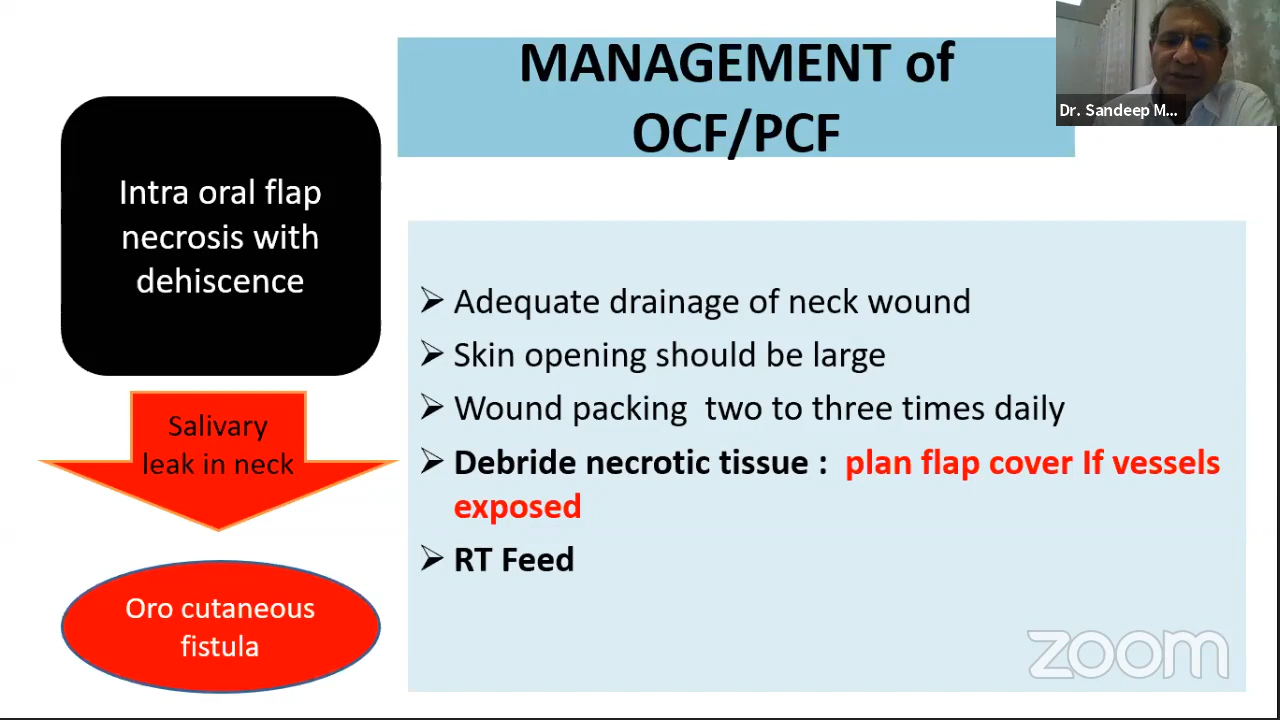 MANAGEMENT of
OCF/PCF
Dr. Sandeep M...
Intra oral flap
necrosis with
dehiscence
Salivary
leak in neck
Oro cutaneous
fistula
Adequate drainage of neck wound
Skin opening should be large
Wound packing two to three times daily
Debride necrotic tissue : plan flap cover If vessels
exposed
RT Feed
zoom